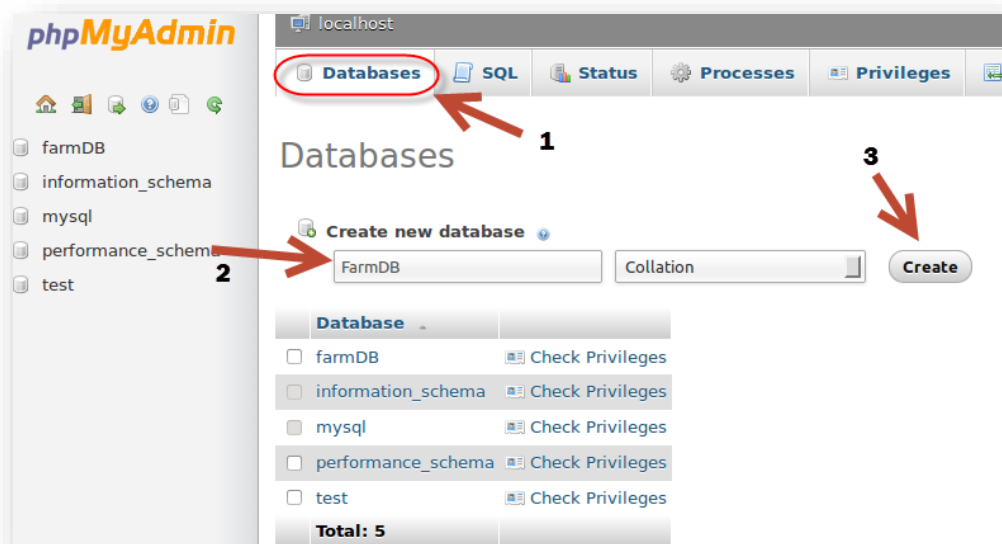 phpMyAdmin
localhost
Databases SQL Status Processes Privileges
1
farmDB
information_schema
mysql
performance_schema
test
Databases
3
Create new database
2
FarmDB Collation Create
Database
farmDB Check Privileges
information_schema Check Privileges
mysql Check Privileges
performance_schema Check Privileges
test Check Privileges
Total: 5